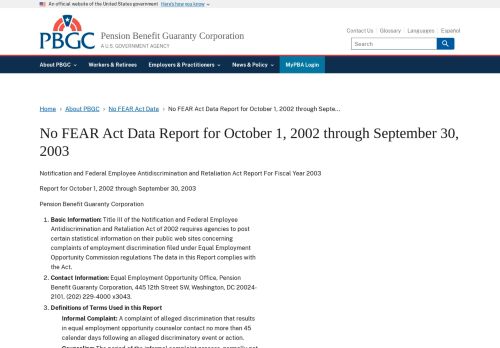 An official website of the United States government Here's how you know
PBGC
Pension Benefit Guaranty Corporation
A U.S. GOVERNMENT AGENCY
Contact Us Glossary Languages Español
Search
About PBGC Workers & Retirees Employers & Practitioners News & Policy MyPBA Login
Home › About PBGC › No FEAR Act Data › No FEAR Act Data Report for October 1, 2002 through Septe...
No FEAR Act Data Report for October 1, 2002 through September 30,
2003
Notification and Federal Employee Antidiscrimination and Retaliation Act Report For Fiscal Year 2003
Report for October 1, 2002 through September 30, 2003
Pension Benefit Guaranty Corporation
1. Basic Information: Title III of the Notification and Federal Employee
Antidiscrimination and Retaliation Act of 2002 requires agencies to post
certain statistical information on their public web sites concerning
complaints of employment discrimination filed under Equal Employment
Opportunity Commission regulations The data in this Report complies with
the Act.
2. Contact Information: Equal Employment Opportunity Office, Pension
Benefit Guaranty Corporation, 445 12th Street SW, Washington, DC 20024-
2101. (202) 229-4000 x3043.
3. Definitions of Terms Used in this Report
Informal Complaint: A complaint of alleged discrimination that results
in equal employment opportunity counselor contact no more than 45
calendar days following an alleged discriminatory event or action.
Counseling: The period of the informal complaint process, normally not